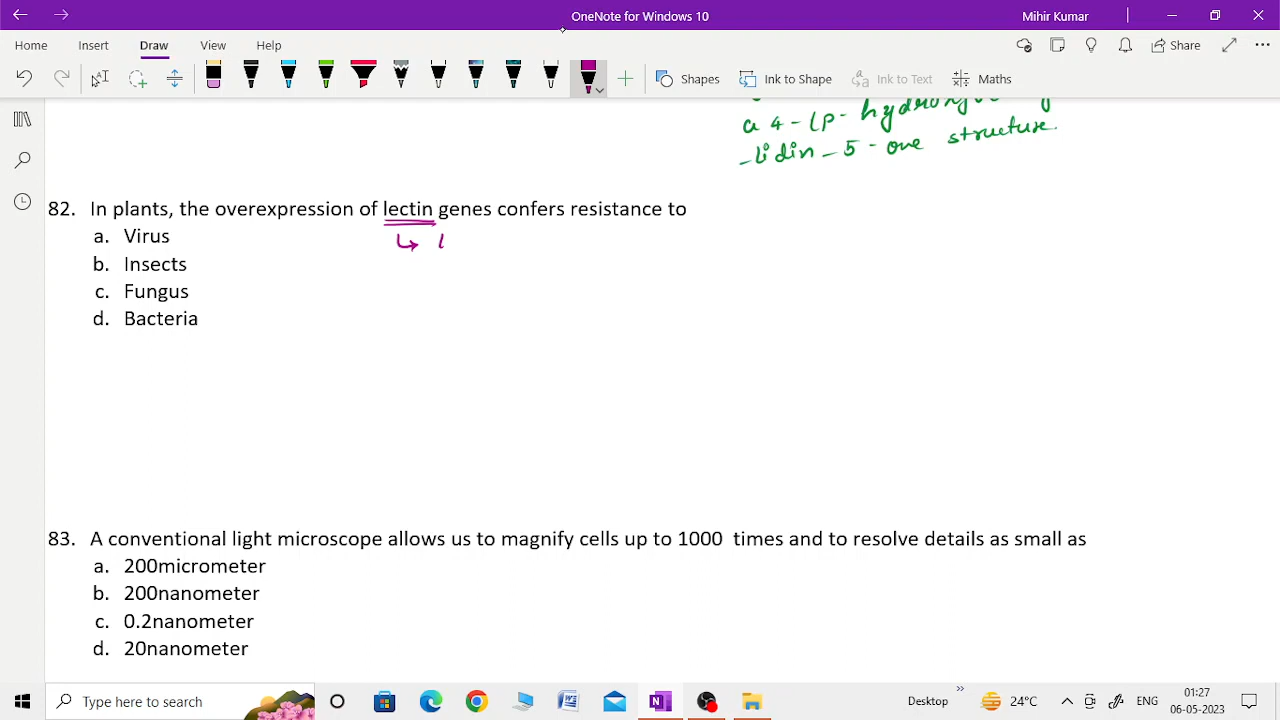 OneNote for Windows 10
Mihir Kumar
Home Insert Draw View Help
Share
Shapes
Ink to Shape
Ink to Text
Maths
a 4 - (p - 
-lidin - 5 - one structure.
82. In plants, the overexpression of lectin genes confers resistance to
a. Virus
b. Insects
c. Fungus
d. Bacteria
83. A conventional light microscope allows us to magnify cells up to 1000 times and to resolve details as small as
a. 200micrometer
b. 200nanometer
c. 0.2nanometer
d. 20nanometer
Type here to search
Desktop
24°C
ENG
01:27
06-05-2023